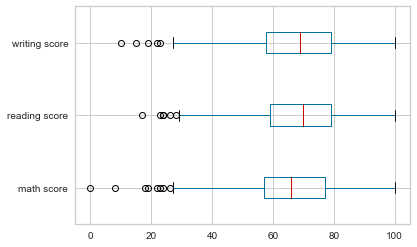 writing score
reading score
math score
0 20 40 60 80 100